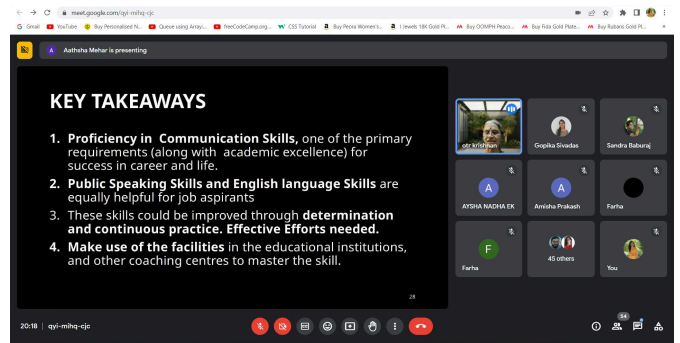 meet.google.com/qyi-mihq-cjc
Gmail YouTube Buy Personalised N... Queue using Array:... freeCodeCamp.org... CSS Tutorial Buy Peora Women's... I Jewels 18K Gold Pl... Buy OOMPH Peaco... Buy Fida Gold Plate... Buy Rubans Gold Pl...
A Aathsha Mehar is presenting
KEY TAKEAWAYS
1. Proficiency in Communication Skills, one of the primary
requirements (along with academic excellence) for
success in career and life.
2. Public Speaking Skills and English language Skills are
equally helpful for job aspirants
3. These skills could be improved through determination
and continuous practice. Effective Efforts needed.
4. Make use of the facilities in the educational institutions,
and other coaching centres to master the skill.
28
otr krishnan
Gopika Sivadas
Sandra Baburaj
A
A
AYSHA NADHA EK
Amisha Prakash
Farha
F
Farha
45 others
You
20:18 | qyi-mihq-cjc
54